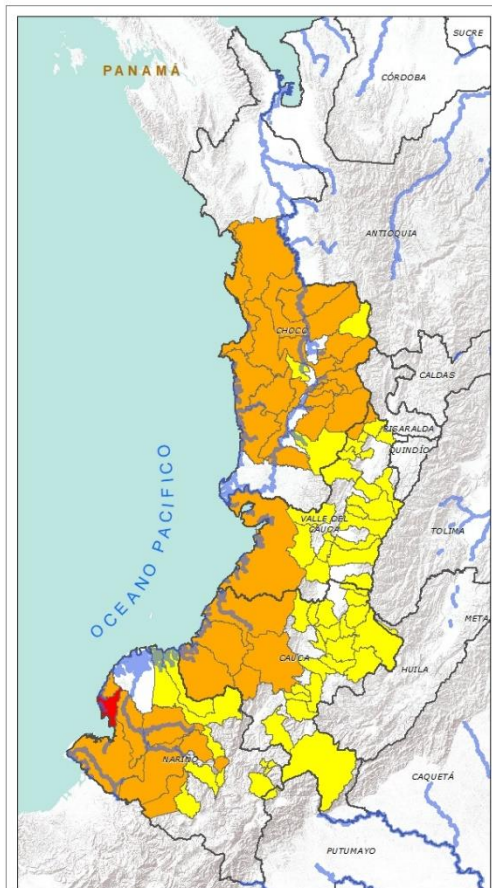 SUCRE
PANAMÁ
CÓRDOBA
ANTIOQUIA
CHOCÓ
CALDAS
RISARALDA
QUINDÍO
OCEANO PACIFICO
VALLE DEL
CAUCA
TOLIMA
META
CAUCA
HUILA
NARIÑO
CAQUETÁ
PUTUMAYO